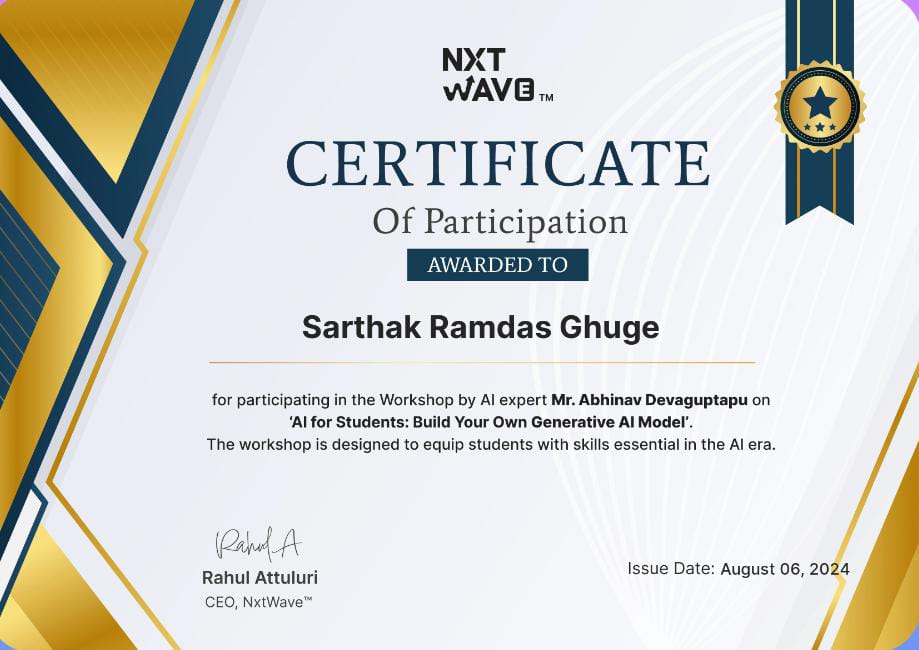 NXT
WAVE™
CERTIFICATE
Of Participation
AWARDED TO
Sarthak Ramdas Ghuge
for participating in the Workshop by AI expert Mr. Abhinav Devaguptapu on
‘AI for Students: Build Your Own Generative AI Model’.
The workshop is designed to equip students with skills essential in the AI era.
Rahul A
Rahul Attuluri
CEO, NxtWave™
Issue Date: August 06, 2024